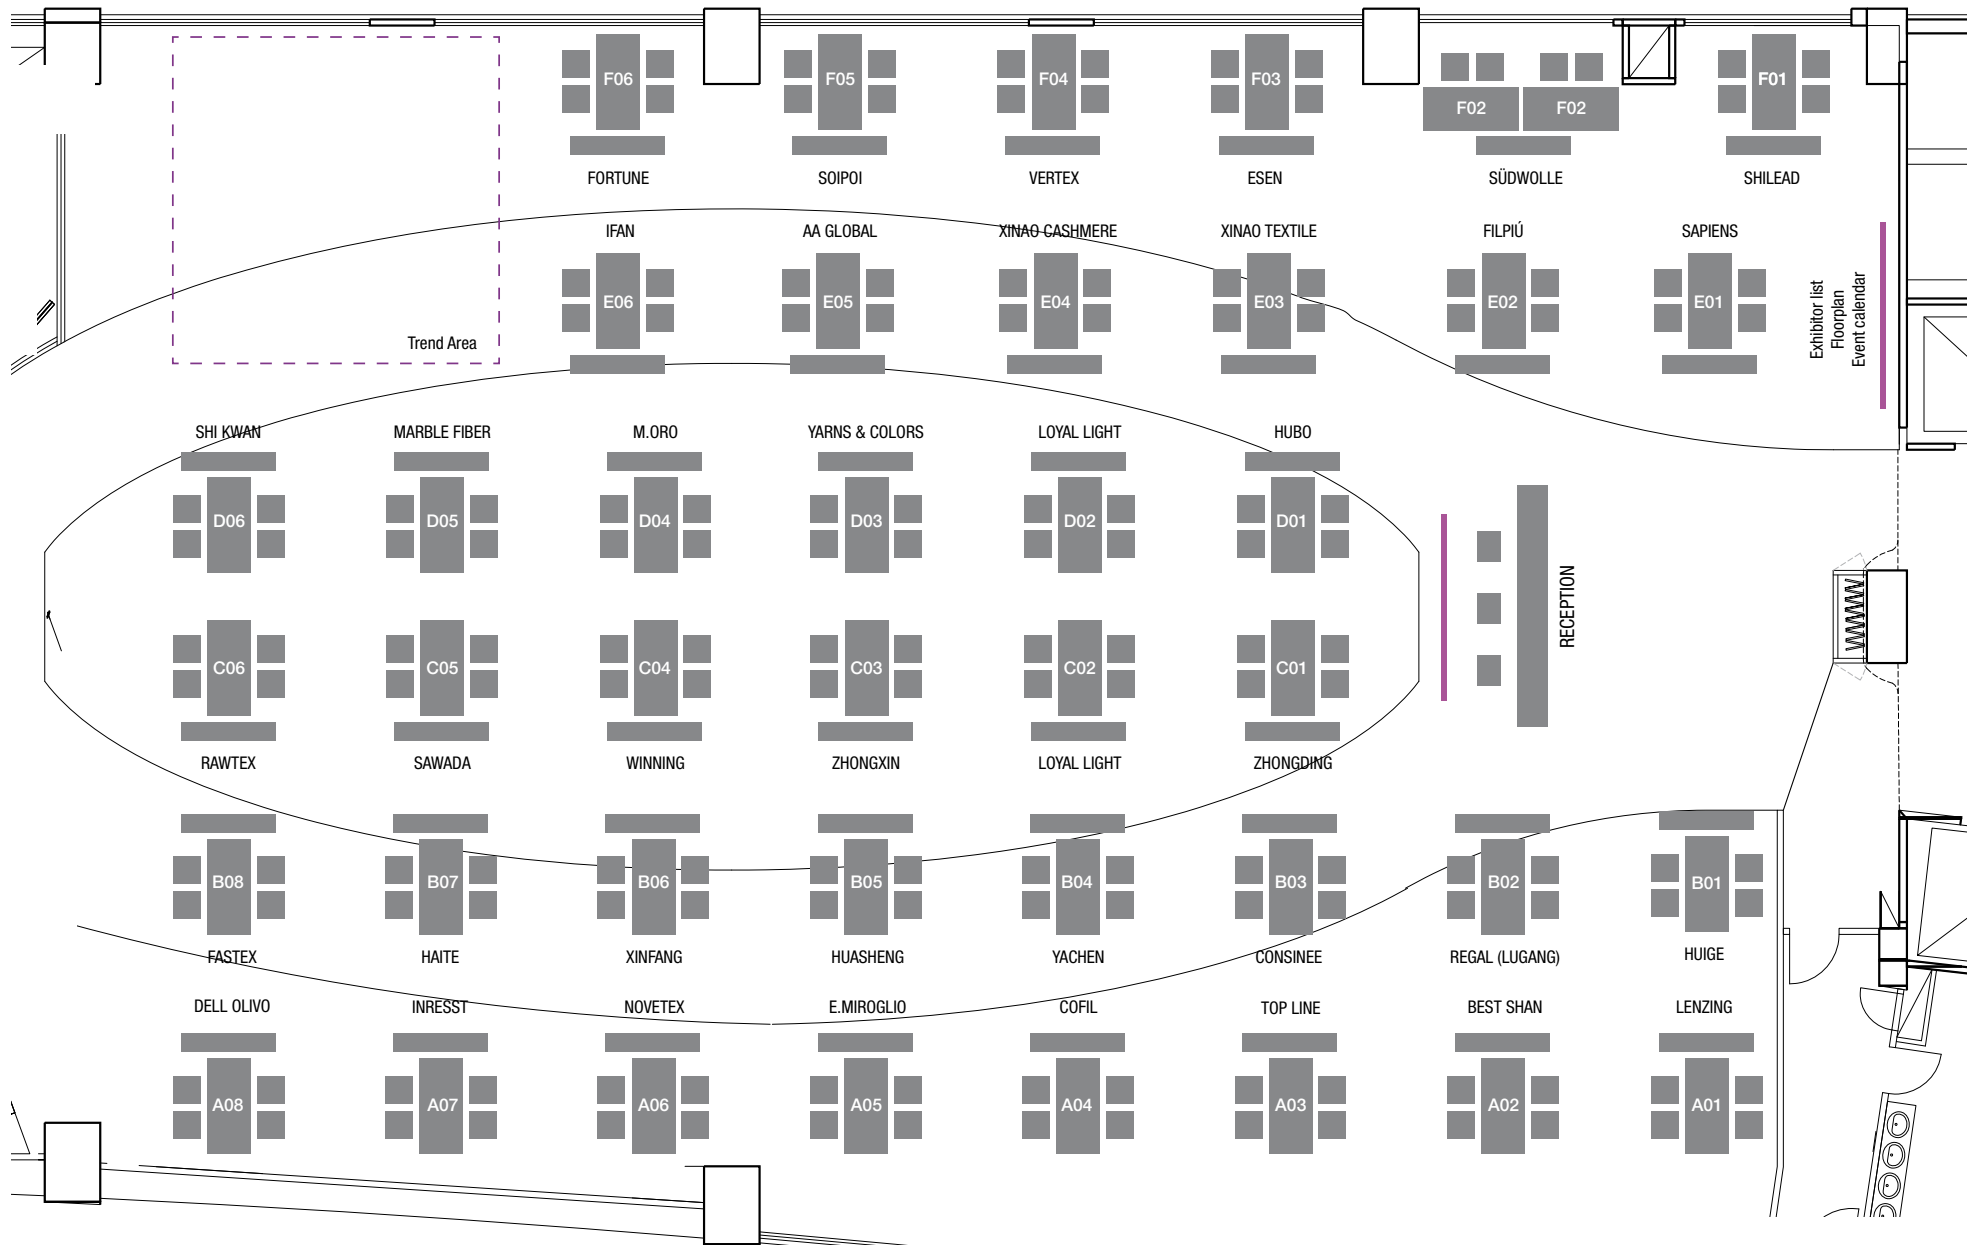 F06
F05
F04
F03
F02
F02
F01
FORTUNE
SOIPOI
VERTEX
ESEN
SÜDWOLLE
SHILEAD
IFAN
AA GLOBAL
XINAO CASHMERE
XINAO TEXTILE
FILPIÚ
SAPIENS
E06
E05
E04
E03
E02
E01
Exhibitor list
Floorplan
Event calendar
Trend Area
SHI KWAN
MARBLE FIBER
M.ORO
YARNS & COLORS
LOYAL LIGHT
HUBO
D06
D05
D04
D03
D02
D01
RECEPTION
C06
C05
C04
C03
C02
C01
RAWTEX
SAWADA
WINNING
ZHONGXIN
LOYAL LIGHT
ZHONGDING
B08
B07
B06
B05
B04
B03
B02
B01
FASTEX
HAITE
XINFANG
HUASHENG
YACHEN
CONSINEE
REGAL (LUGANG)
HUIGE
DELL OLIVO
INRESST
NOVETEX
E.MIROGLIO
COFIL
TOP LINE
BEST SHAN
LENZING
A08
A07
A06
A05
A04
A03
A02
A01